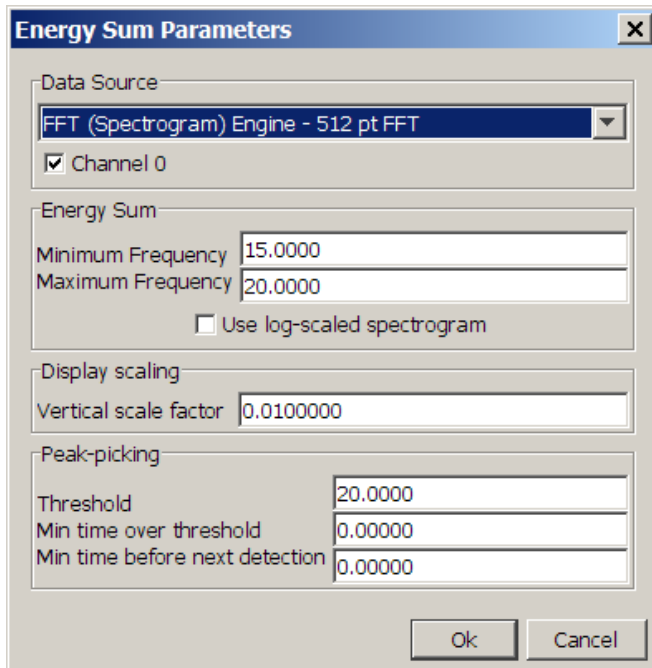 Energy Sum Parameters
Data Source
FFT (Spectrogram) Engine - 512 pt FFT
Channel 0
Energy Sum
Minimum Frequency 15.0000
Maximum Frequency 20.0000
Use log-scaled spectrogram
Display scaling
Vertical scale factor 0.0100000
Peak-picking
Threshold 20.0000
Min time over threshold 0.00000
Min time before next detection 0.00000
Ok Cancel